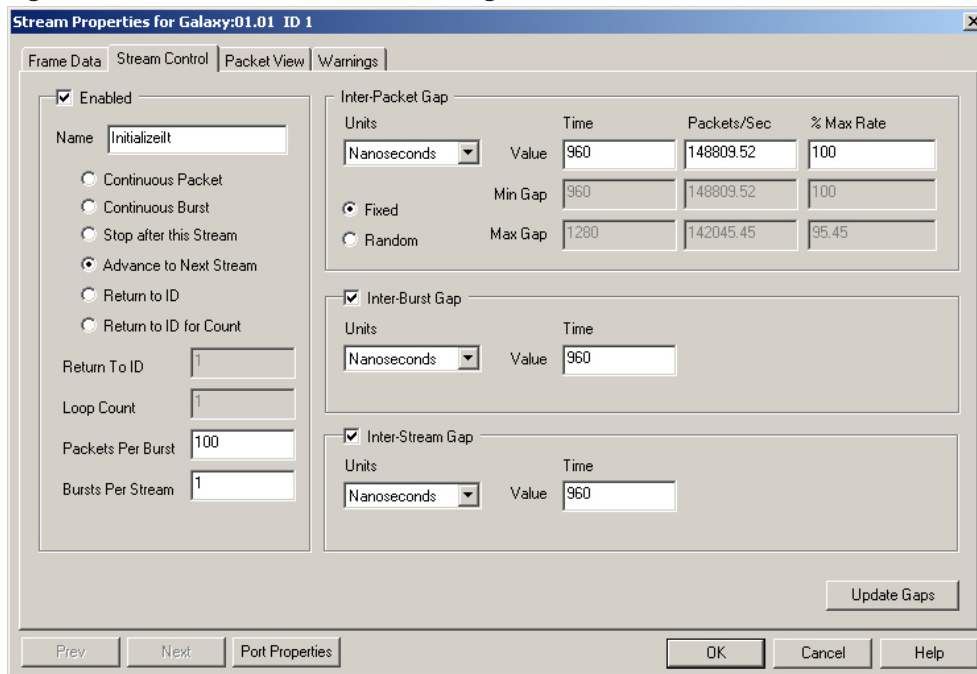 Stream Properties for Galaxy:01.01 ID 1
Frame Data Stream Control Packet View Warnings
Enabled
Name Initializeilt
Continuous Packet
Continuous Burst
Stop after this Stream
Advance to Next Stream
Return to ID
Return to ID for Count
Return To ID 1
Loop Count 1
Packets Per Burst 100
Bursts Per Stream 1
Inter-Packet Gap
Units Time Packets/Sec % Max Rate
Nanoseconds Value 960 148809.52 100
Min Gap 960 148809.52 100
Fixed
Random Max Gap 1280 142045.45 95.45
Inter-Burst Gap
Units Time
Nanoseconds Value 960
Inter-Stream Gap
Units Time
Nanoseconds Value 960
Update Gaps
Prev Next Port Properties OK Cancel Help